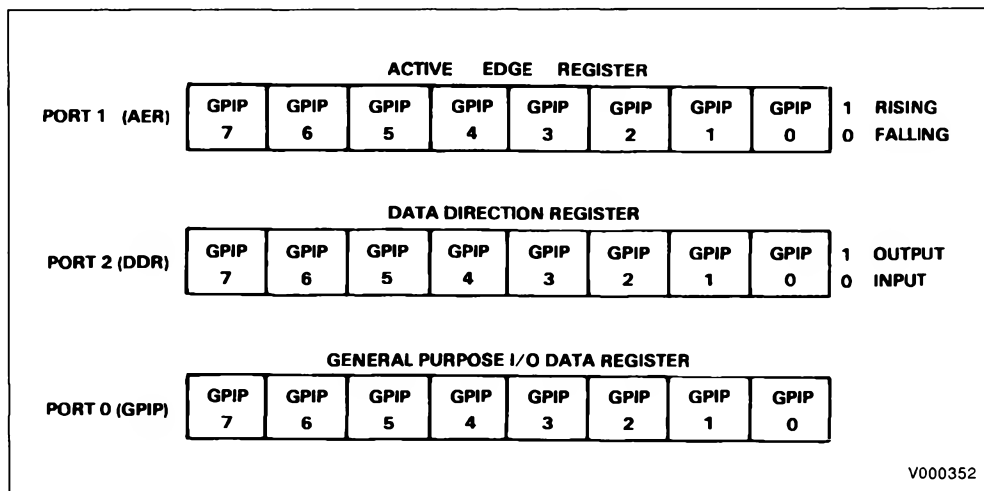 ACTIVE EDGE REGISTER
PORT 1 (AER) GPIP 7 GPIP 6 GPIP 5 GPIP 4 GPIP 3 GPIP 2 GPIP 1 GPIP 0 1 RISING
0 FALLING
DATA DIRECTION REGISTER
PORT 2 (DDR) GPIP 7 GPIP 6 GPIP 5 GPIP 4 GPIP 3 GPIP 2 GPIP 1 GPIP 0 1 OUTPUT
0 INPUT
GENERAL PURPOSE I/O DATA REGISTER
PORT 0 (GPIP) GPIP 7 GPIP 6 GPIP 5 GPIP 4 GPIP 3 GPIP 2 GPIP 1 GPIP 0
V000352